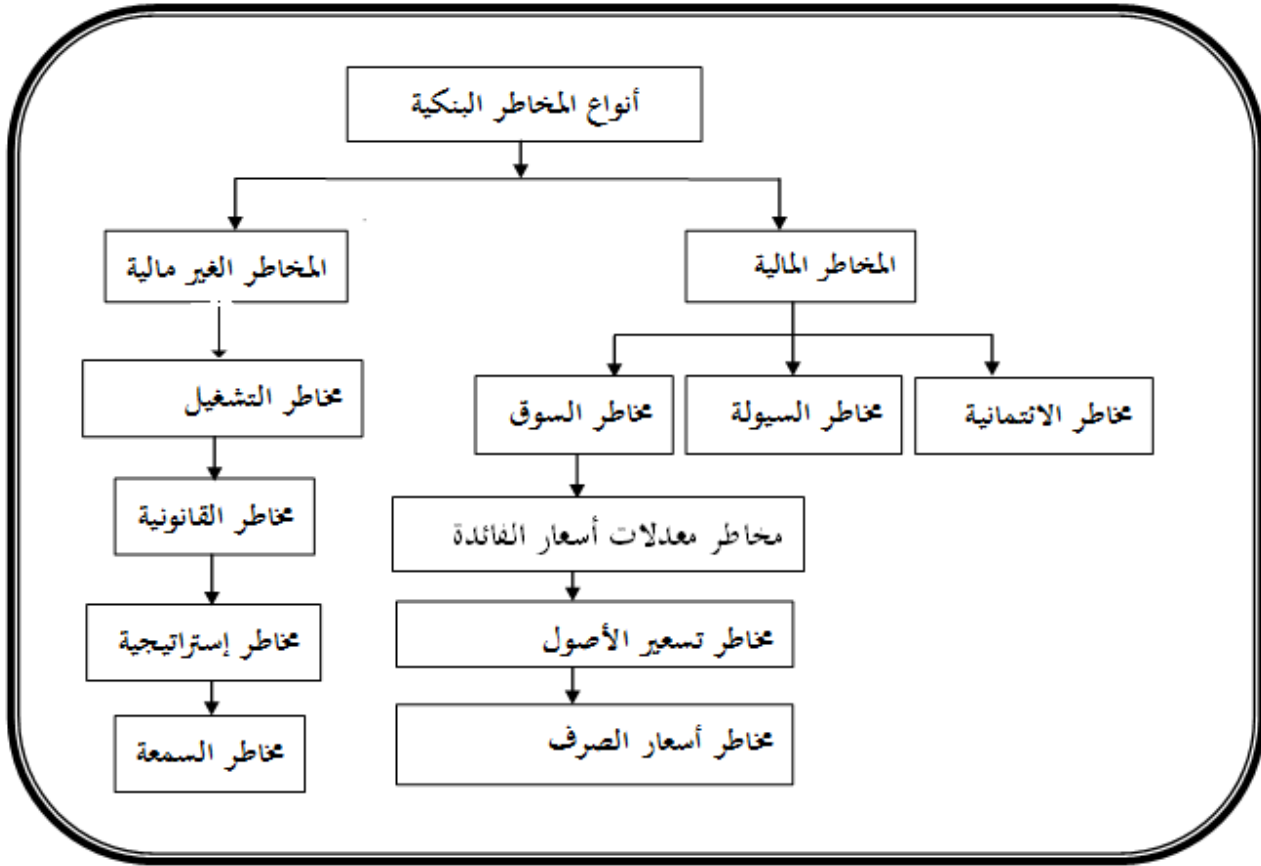 أنواع المخاطر البنكية
المخاطر المالية
المخاطر الغير مالية
مخاطر الائتمانية
مخاطر السيولة
مخاطر السوق
مخاطر معدلات أسعار الفائدة
مخاطر تسعير الأصول
مخاطر أسعار الصرف
مخاطر التشغيل
مخاطر القانونية
مخاطر إستراتيجية
مخاطر السمعة